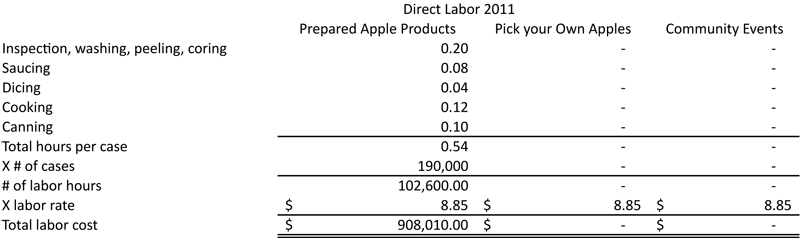 Direct Labor 2011
Prepared Apple Products Pick your Own Apples Community Events
Inspection, washing, peeling, coring 0.20 - -
Saucing 0.08 - -
Dicing 0.04 - -
Cooking 0.12 - -
Canning 0.10 - -
Total hours per case 0.54 - -
X # of cases 190,000 - -
# of labor hours 102,600.00 - -
X labor rate $ 8.85 $ 8.85 $ 8.85
Total labor cost $ 908,010.00 $ - $ -